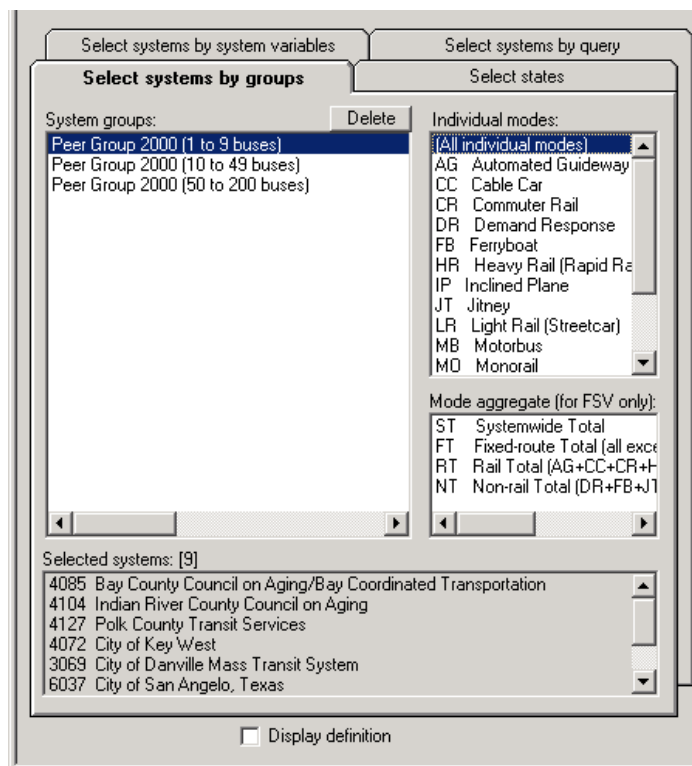 Select systems by system variables
Select systems by query
Select systems by groups
Select states
System groups:
Delete
Peer Group 2000 (1 to 9 buses)
Peer Group 2000 (10 to 49 buses)
Peer Group 2000 (50 to 200 buses)
Individual modes:
(All individual modes)
AG Automated Guideway
CC Cable Car
CR Commuter Rail
DR Demand Response
FB Ferryboat
HR Heavy Rail (Rapid Ra
IP Inclined Plane
JT Jitney
LR Light Rail (Streetcar)
MB Motorbus
MO Monorail
Mode aggregate (for FSV only):
ST Systemwide Total
FT Fixed-route Total (all exce
RT Rail Total (AG+CC+CR+H
NT Non-rail Total (DR+FB+JT
Selected systems: [9]
4085 Bay County Council on Aging/Bay Coordinated Transportation
4104 Indian River County Council on Aging
4127 Polk County Transit Services
4072 City of Key West
3069 City of Danville Mass Transit System
6037 City of San Angelo, Texas
Display definition